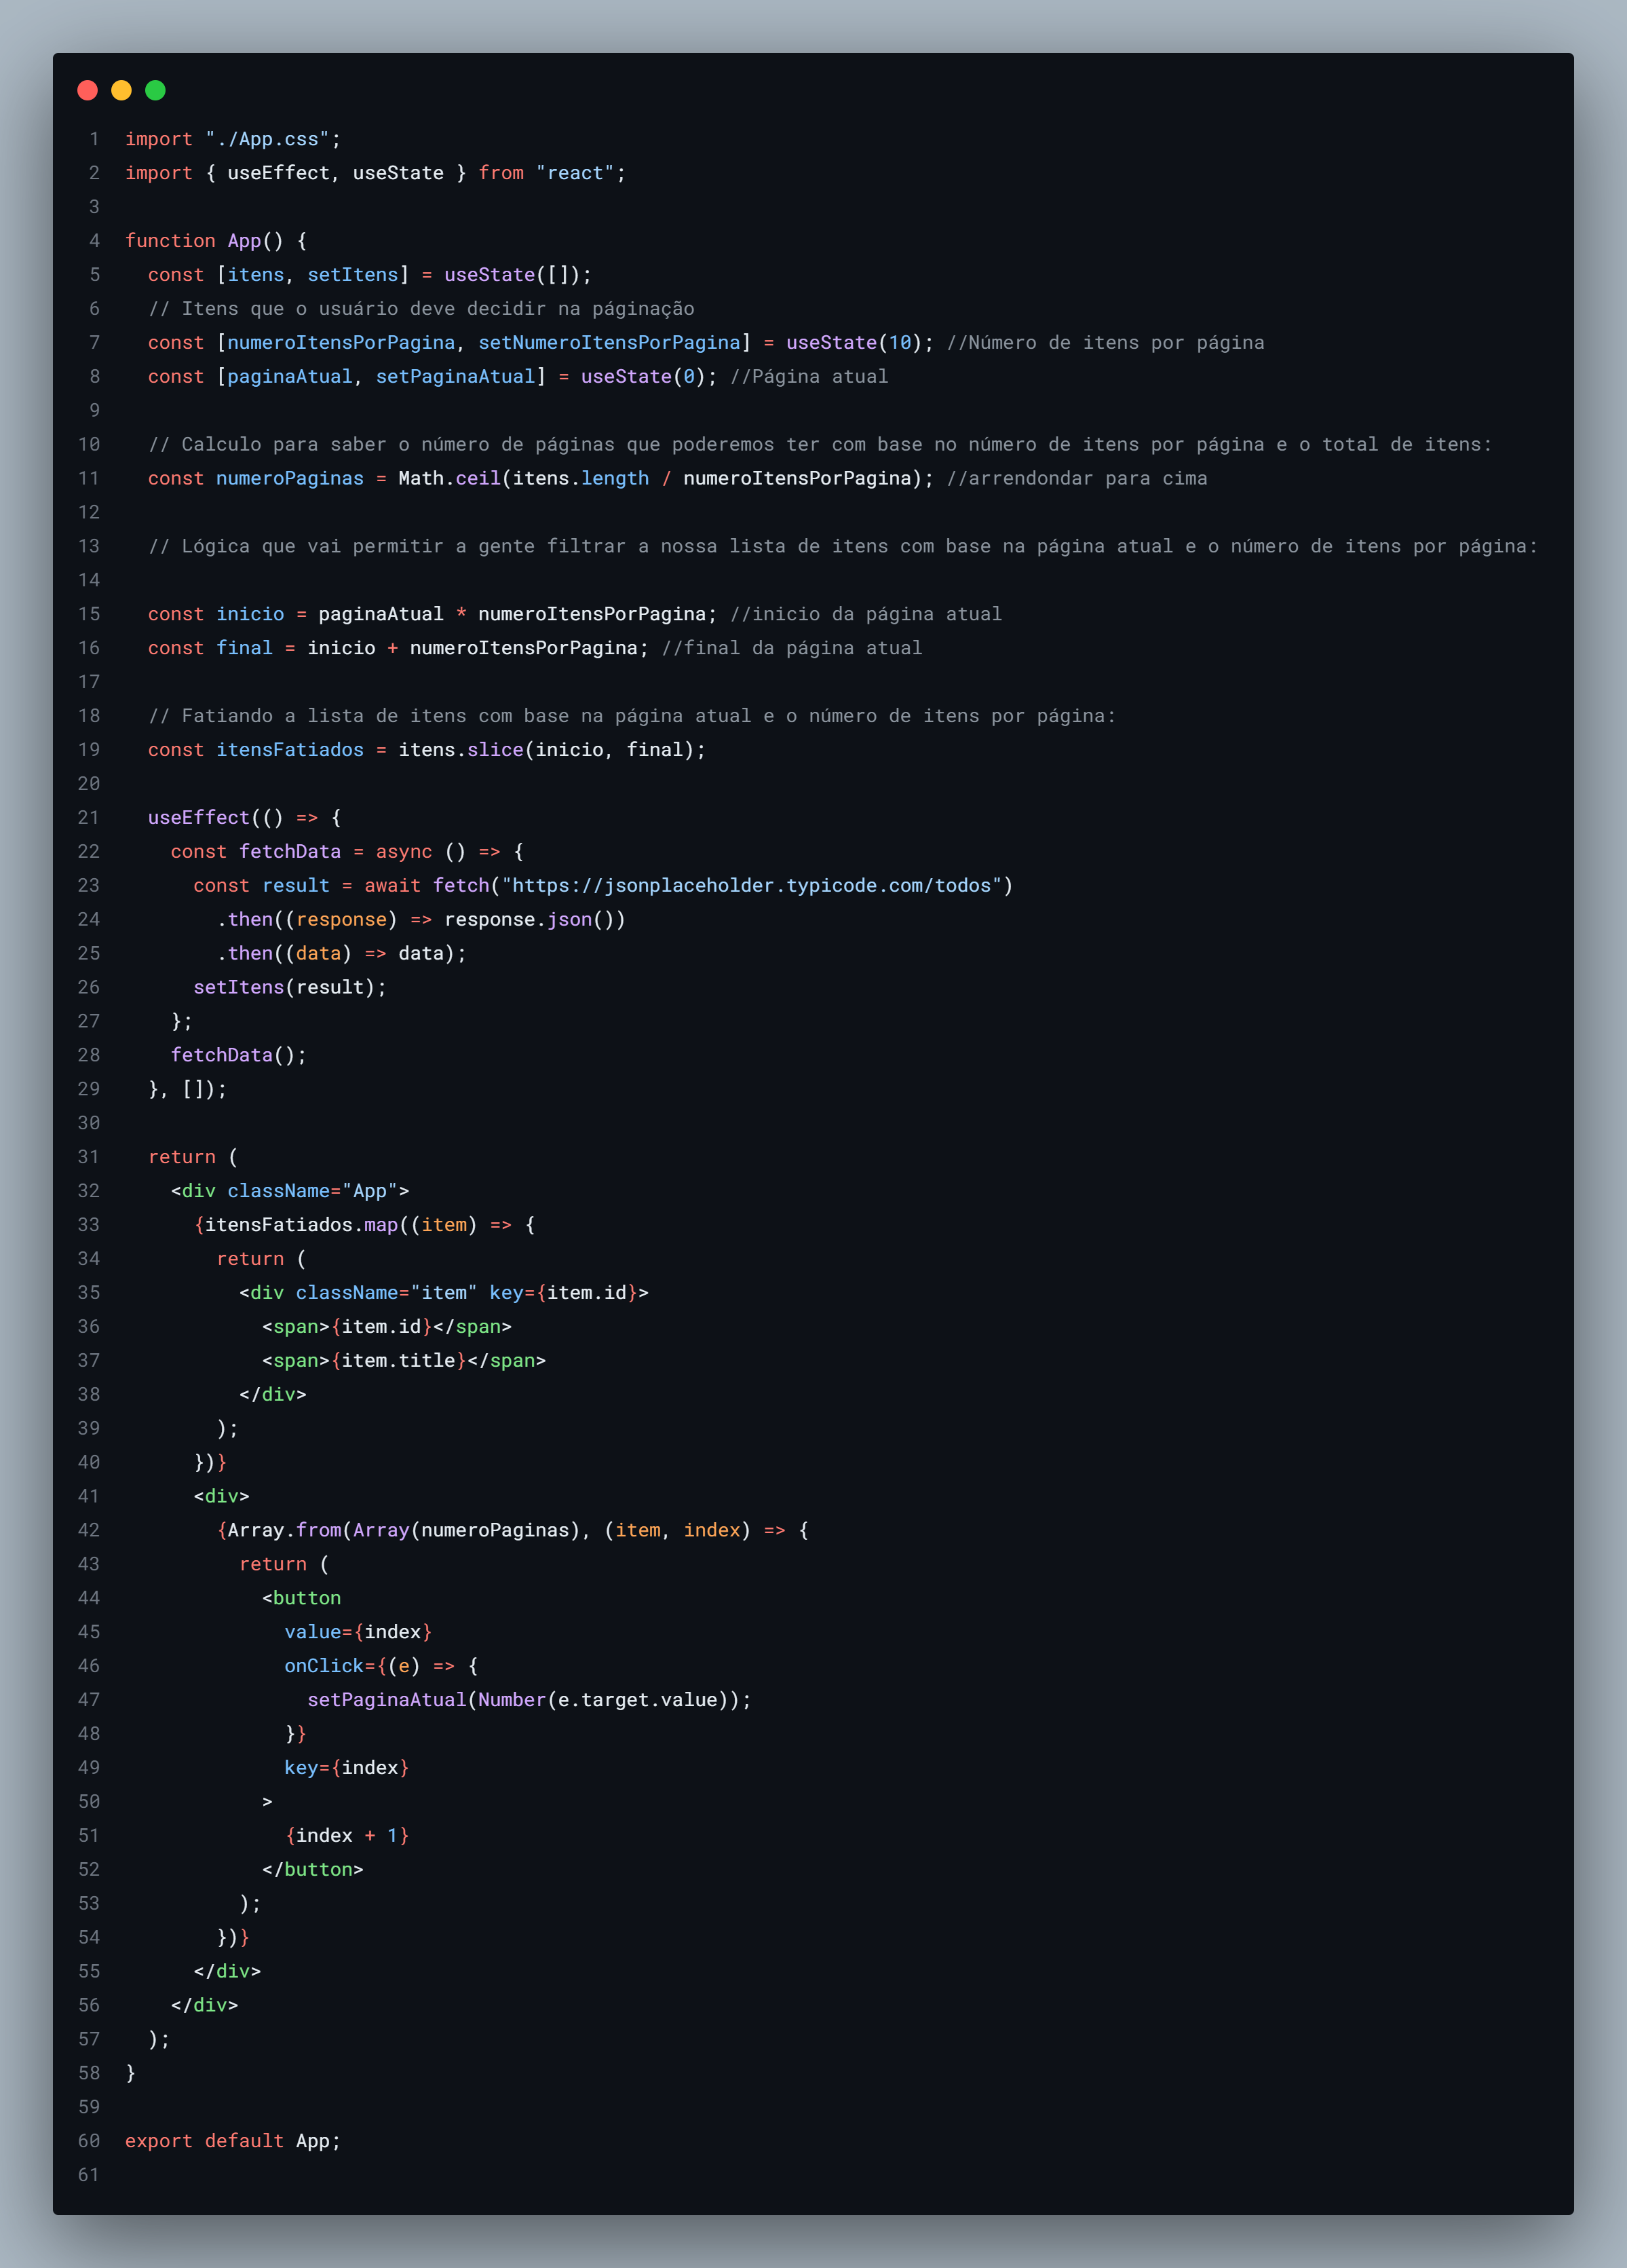 1 import "./App.css";
2 import { useEffect, useState } from "react";
3
4 function App() {
5   const [itens, setItens] = useState([]);
6   // Itens que o usuário deve decidir na páginação
7   const [numeroItensPorPagina, setNumeroItensPorPagina] = useState(10); //Número de itens por página
8   const [paginaAtual, setPaginaAtual] = useState(0); //Página atual
9
10   // Calculo para saber o número de páginas que poderemos ter com base no número de itens por página e o total de itens:
11   const numeroPaginas = Math.ceil(itens.length / numeroItensPorPagina); //arrendondar para cima
12
13   // Lógica que vai permitir a gente filtrar a nossa lista de itens com base na página atual e o número de itens por página:
14
15   const inicio = paginaAtual * numeroItensPorPagina; //inicio da página atual
16   const final = inicio + numeroItensPorPagina; //final da página atual
17
18   // Fatiando a lista de itens com base na página atual e o número de itens por página:
19   const itensFatiados = itens.slice(inicio, final);
20
21   useEffect(() => {
22     const fetchData = async () => {
23       const result = await fetch("https://jsonplaceholder.typicode.com/todos")
24         .then((response) => response.json())
25         .then((data) => data);
26       setItens(result);
27     };
28     fetchData();
29   }, []);
30
31   return (
32     <div className="App">
33       {itensFatiados.map((item) => {
34         return (
35           <div className="item" key={item.id}>
36             <span>{item.id}</span>
37             <span>{item.title}</span>
38           </div>
39         );
40       })}
41       <div>
42         {Array.from(Array(numeroPaginas), (item, index) => {
43           return (
44             <button
45               value={index}
46               onClick={(e) => {
47                 setPaginaAtual(Number(e.target.value));
48               }}
49               key={index}
50             >
51               {index + 1}
52             </button>
53           );
54         })}
55       </div>
56     </div>
57   );
58 }
59
60 export default App;
61